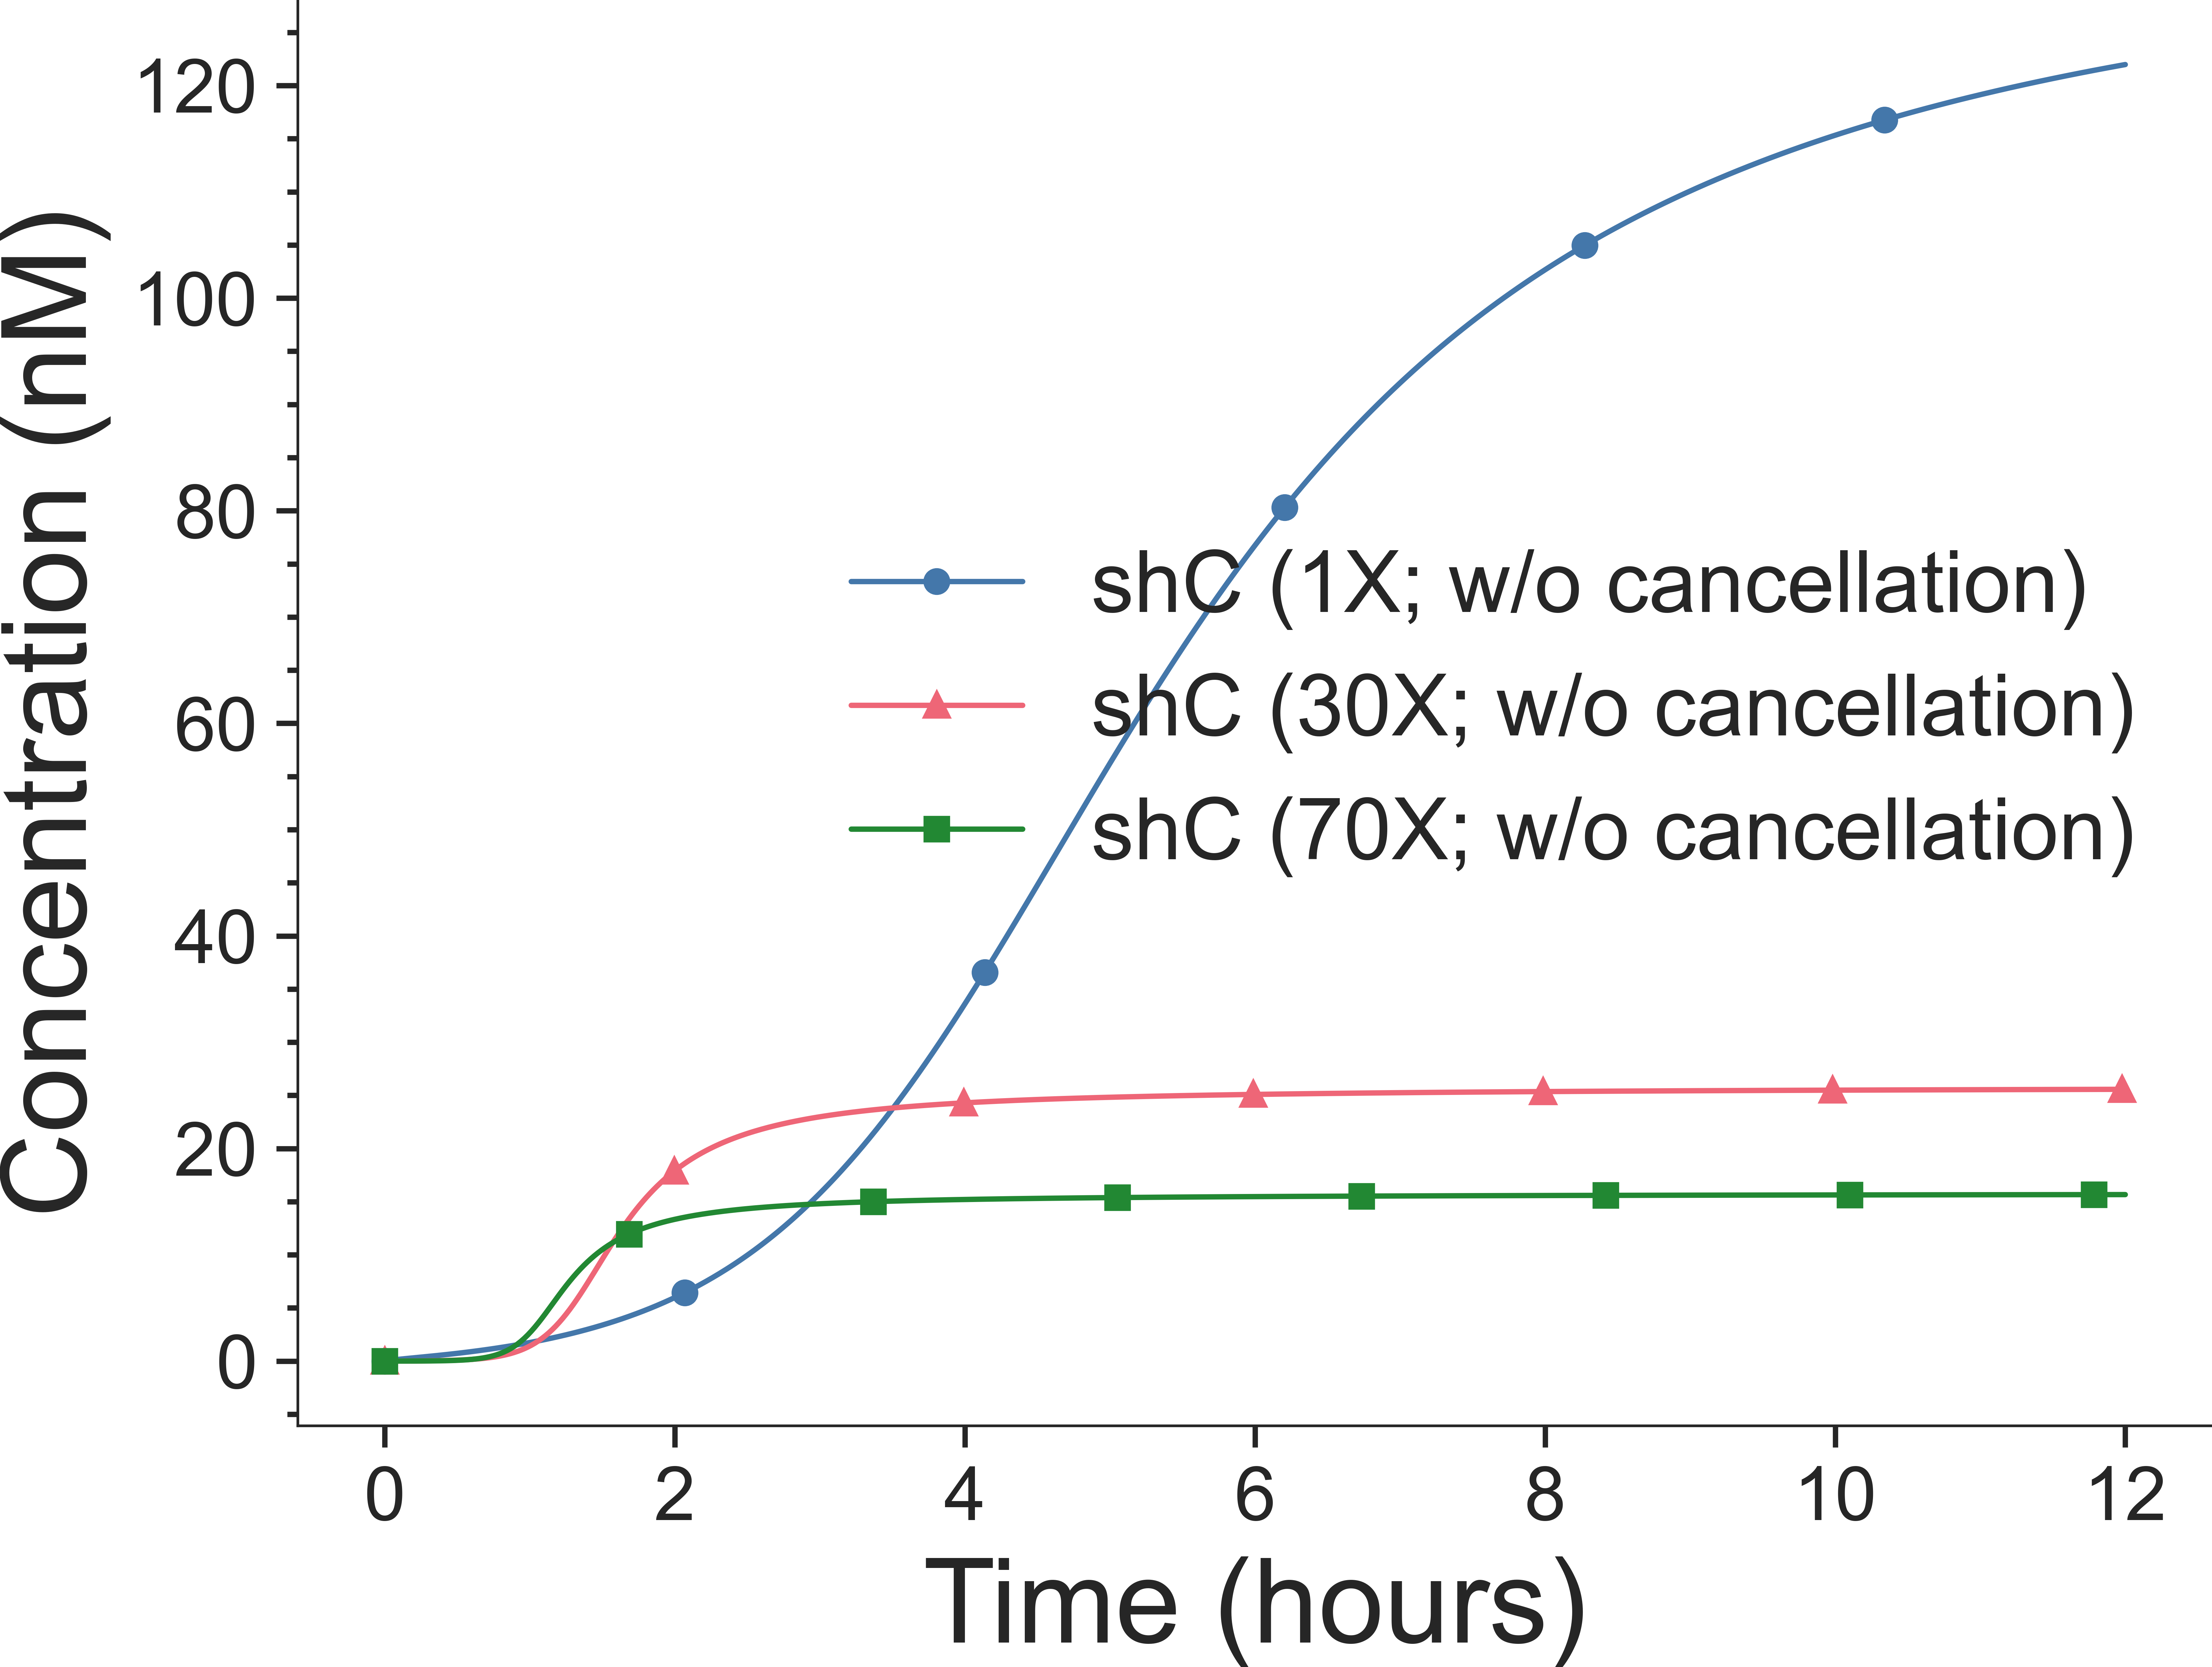 Concentration (nM)
120
100
80
60
40
20
0
shC (1X; w/o cancellation)
shC (30X; w/o cancellation)
shC (70X; w/o cancellation)
0 2 4 6 8 10 12
Time (hours)